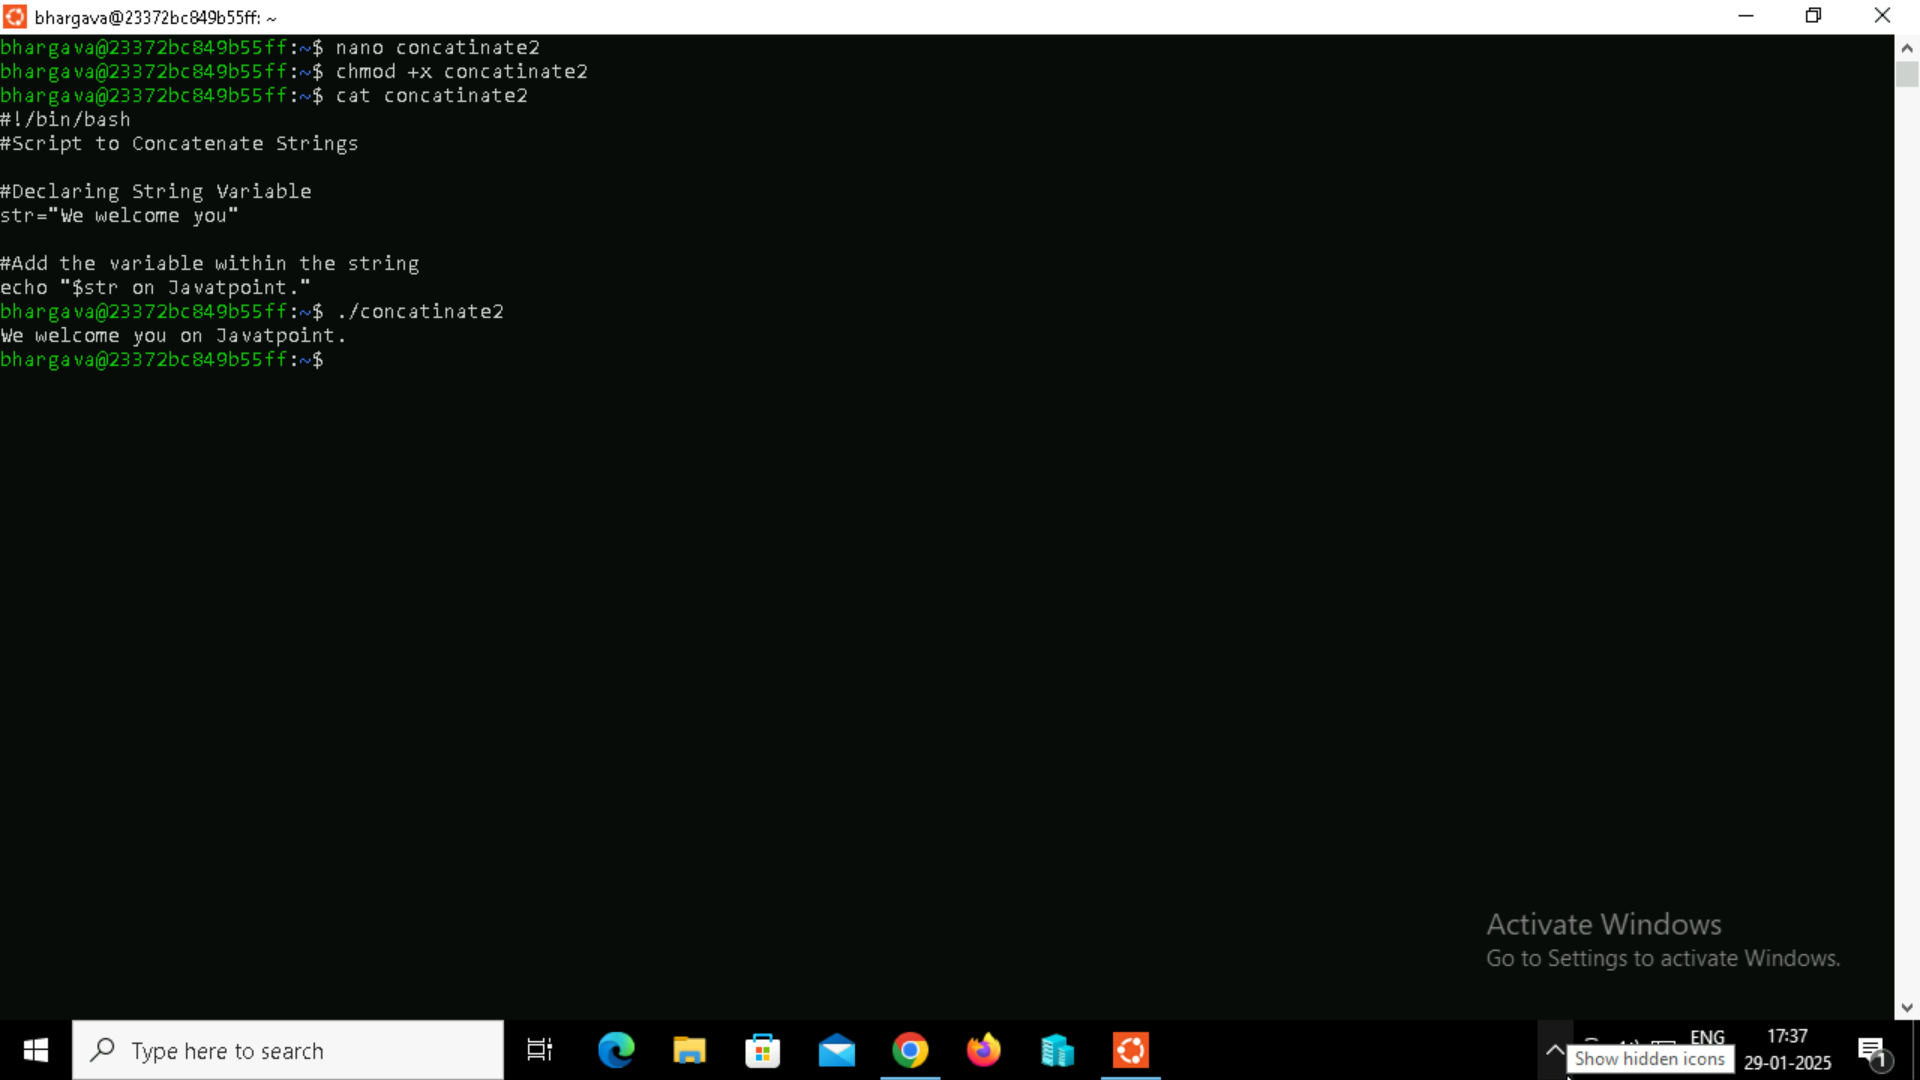 bhargava@23372bc849b55ff: ~
bhargava@23372bc849b55ff:~$ nano concatinate2
bhargava@23372bc849b55ff:~$ chmod +x concatinate2
bhargava@23372bc849b55ff:~$ cat concatinate2
#!/bin/bash
#Script to Concatenate Strings
#Declaring String Variable
str="We welcome you"
#Add the variable within the string
echo "$str on Javatpoint."
bhargava@23372bc849b55ff:~$ ./concatinate2
We welcome you on Javatpoint.
bhargava@23372bc849b55ff:~$
Activate Windows
Go to Settings to activate Windows.
Type here to search
ENG
17:37
Show hidden icons
29-01-2025
1